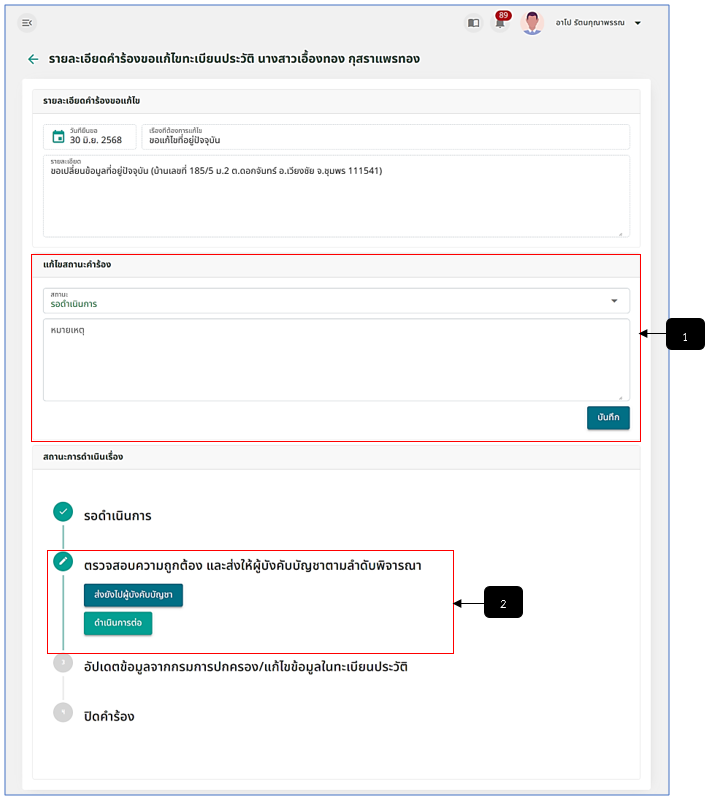 89
อาโป รัตนกุณาพรรณ
รายละเอียดคำร้องขอแก้ไขทะเบียนประวัติ นางสาวเอื้องทอง กุสราแพรทอง
รายละเอียดคำร้องขอแก้ไข
วันที่ยื่นขอ
30 มิ.ย. 2568
เรื่องที่ต้องการแก้ไข
ขอแก้ไขที่อยู่ปัจจุบัน
รายละเอียด
ขอเปลี่ยนข้อมูลที่อยู่ปัจจุบัน (บ้านเลขที่ 185/5 ม.2 ต.ดอกจันทร์ อ.เวียงชัย จ.ชุมพร 111541)
แก้ไขสถานะคำร้อง
สถานะ
รอดำเนินการ
หมายเหตุ
1
บันทึก
สถานะการดำเนินเรื่อง
รอดำเนินการ
ตรวจสอบความถูกต้อง และส่งให้ผู้บังคับบัญชาตามลำดับพิจารณา
ส่งยังไปผู้บังคับบัญชา
2
ดำเนินการต่อ
อัปเดตข้อมูลจากกรมการปกครอง/แก้ไขข้อมูลในทะเบียนประวัติ
ปิดคำร้อง